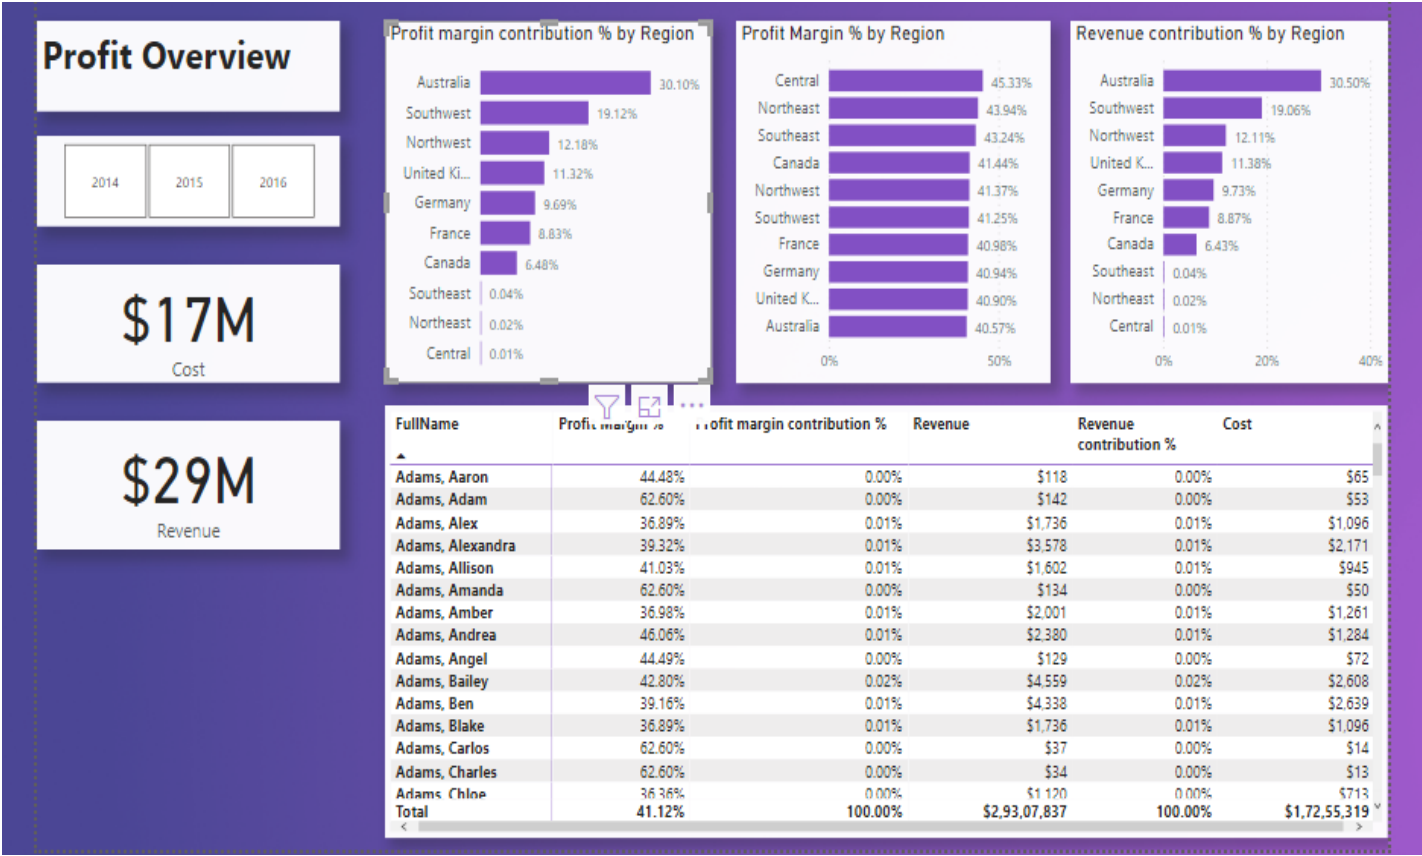 Profit Overview
2014 2015 2016
$17M
Cost
$29M
Revenue
Profit margin contribution % by Region
Australia 30.10%
Southwest 19.12%
Northwest 12.18%
United Ki... 11.32%
Germany 9.69%
France 8.83%
Canada 6.48%
Southeast 0.04%
Northeast 0.02%
Central 0.01%
Profit Margin % by Region
Central 45.33%
Northeast 43.94%
Southeast 43.24%
Canada 41.44%
Northwest 41.37%
Southwest 41.25%
France 40.98%
Germany 40.94%
United K... 40.90%
Australia 40.57%
0% 50%
Revenue contribution % by Region
Australia 30.50%
Southwest 19.06%
Northwest 12.11%
United K... 11.38%
Germany 9.73%
France 8.87%
Canada 6.43%
Southeast 0.04%
Northeast 0.02%
Central 0.01%
0% 20% 40%
FullName Profit Margin % Profit margin contribution % Revenue Revenue Cost
contribution %
Adams, Aaron 44.48% 0.00% $118 0.00% $65
Adams, Adam 62.60% 0.00% $142 0.00% $53
Adams, Alex 36.89% 0.01% $1,736 0.01% $1,096
Adams, Alexandra 39.32% 0.01% $3,578 0.01% $2,171
Adams, Allison 41.03% 0.01% $1,602 0.01% $945
Adams, Amanda 62.60% 0.00% $134 0.00% $50
Adams, Amber 36.98% 0.01% $2,001 0.01% $1,261
Adams, Andrea 46.06% 0.01% $2,380 0.01% $1,284
Adams, Angel 44.49% 0.00% $129 0.00% $72
Adams, Bailey 42.80% 0.02% $4,559 0.02% $2,608
Adams, Ben 39.16% 0.01% $4,338 0.01% $2,639
Adams, Blake 36.89% 0.01% $1,736 0.01% $1,096
Adams, Carlos 62.60% 0.00% $37 0.00% $14
Adams, Charles 62.60% 0.00% $34 0.00% $13
Adams, Chloe 36.36% 0.00% $1,120 0.00% $713
Total 41.12% 100.00% $2,93,07,837 100.00% $1,72,55,319